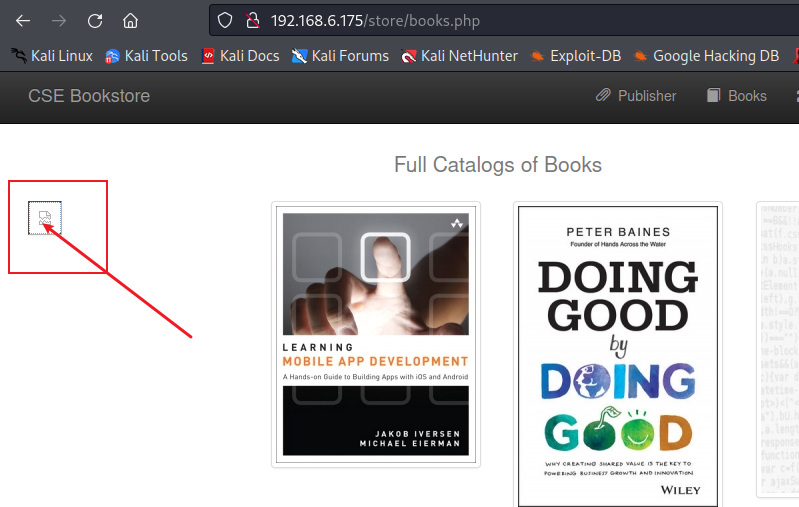 192.168.6.175/store/books.php
Kali Linux Kali Tools Kali Docs Kali Forums Kali NetHunter Exploit-DB Google Hacking DB
CSE Bookstore Publisher Books
Full Catalogs of Books
LEARNING
MOBILE APP DEVELOPMENT
A Hands-on Guide to Building Apps with iOS and Android
JAKOB IVERSEN
MICHAEL EIERMAN
PETER BAINES
Founder of Hands Across the Water
DOING
GOOD
by
DOING
GOOD
WHY CREATING SHARED VALUE IS THE KEY TO
POWERING BUSINESS GROWTH AND INNOVATION
WILEY